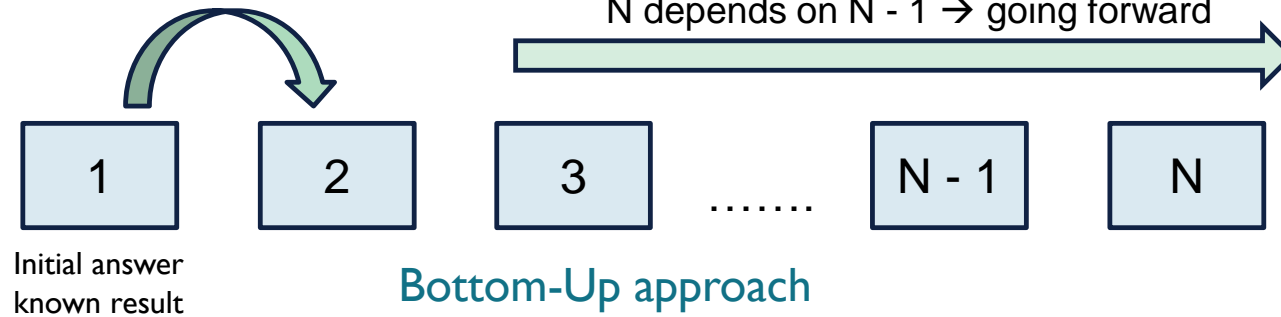 N depends on N - 1 → going forward
1 2 3 ....... N - 1 N
Initial answer
known result
Bottom-Up approach